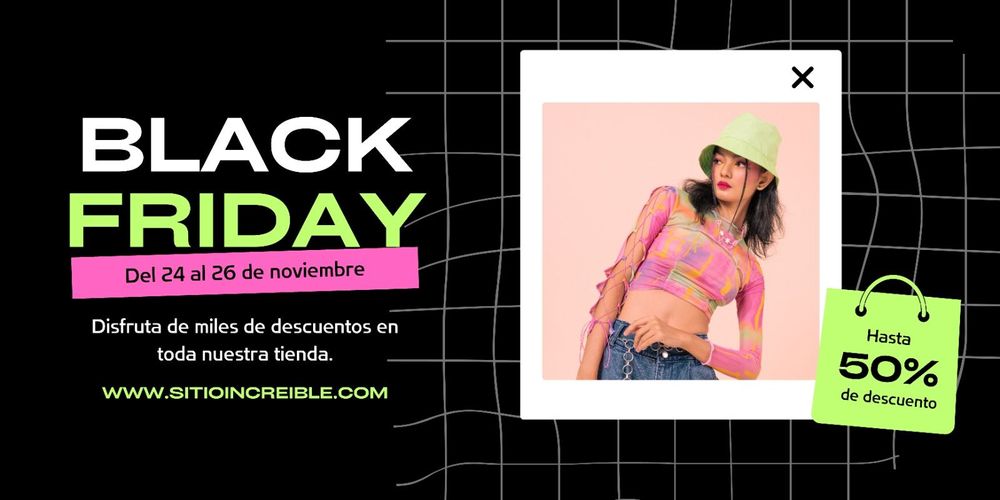 BLACK
FRIDAY
Del 24 al 26 de noviembre
Disfruta de miles de descuentos en
toda nuestra tienda.
WWW.SITIOINCREIBLE.COM
Hasta
50%
de descuento